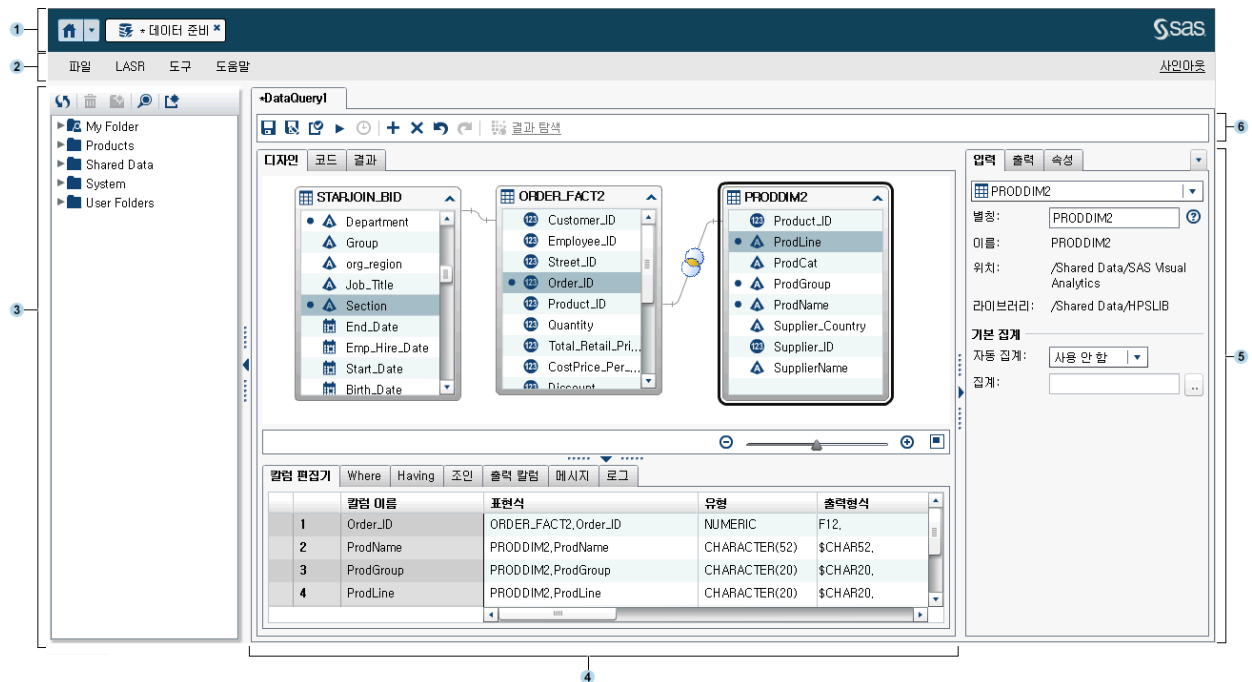 1
* 데이터 준비
sas
2
파일 LASR 도구 도움말
사인아웃
3
My Folder
Products
Shared Data
System
User Folders
*DataQuery1
결과 탐색
6
디자인 코드 결과
STARJOIN_BID
Department
Group
org_region
Job_Title
Section
End_Date
Emp_Hire_Date
Start_Date
Birth_Date
ORDER_FACT2
Customer_ID
Employee_ID
Street_ID
Order_ID
Product_ID
Quantity
Total_Retail_Pri...
CostPrice_Per_...
Discount
PRODDIM2
Product_ID
ProdLine
ProdCat
ProdGroup
ProdName
Supplier_Country
Supplier_ID
SupplierName
칼럼 편집기 Where Having 조인 출력 칼럼 메시지 로그
칼럼 이름 표현식 유형 출력형식
1 Order_ID ORDER_FACT2.Order_ID NUMERIC F12.
2 ProdName PRODDIM2.ProdName CHARACTER(52) $CHAR52.
3 ProdGroup PRODDIM2.ProdGroup CHARACTER(20) $CHAR20.
4 ProdLine PRODDIM2.ProdLine CHARACTER(20) $CHAR20.
4
입력 출력 속성
PRODDIM2
별칭: PRODDIM2
이름: PRODDIM2
위치: /Shared Data/SAS Visual
Analytics
라이브러리: /Shared Data/HPSLIB
기본 집계
자동 집계: 사용 안 함
집계:
..
5